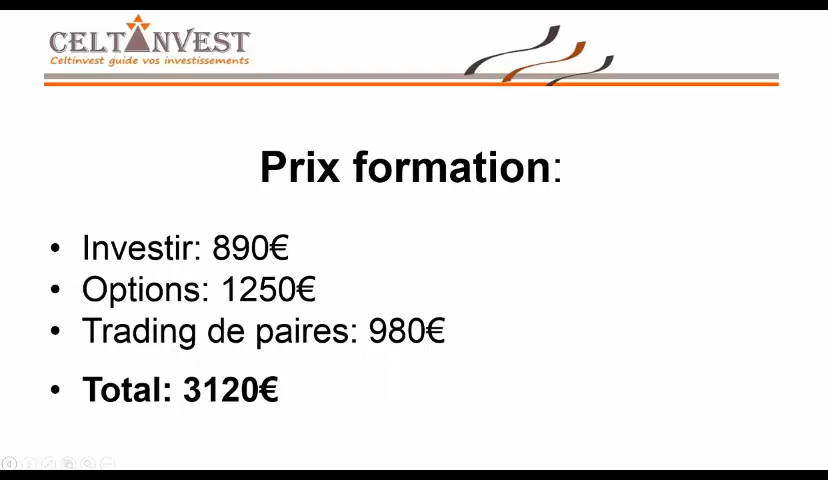 CELTINVEST
Celtinvest guide vos investissements
Prix formation:
• Investir: 890€
• Options: 1250€
• Trading de paires: 980€
• Total: 3120€